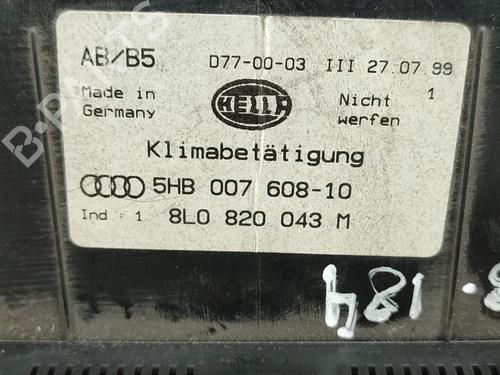 AB/B5 D77-00-03 III 27.07.99
Made in Germany
HELLA
Nicht werfen
1
Klimabetätigung
5HB 007 608-10
Ind : 1 8L0 820 043 M
h81
B-PARTS